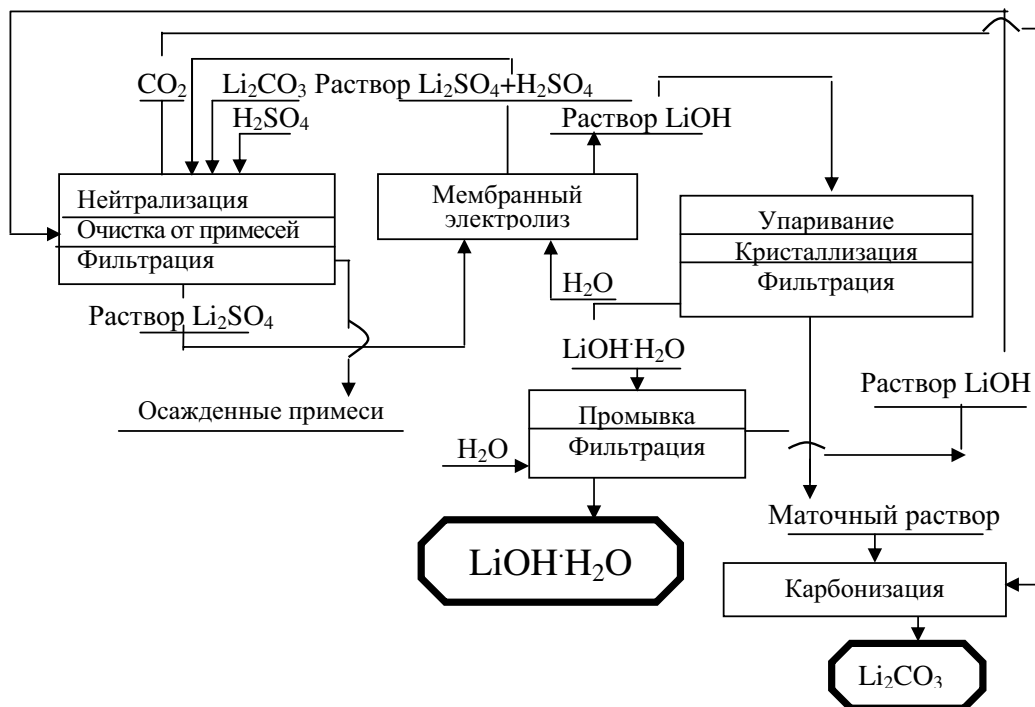 CO₂
Li₂CO₃ Раствор Li₂SO₄+H₂SO₄
H₂SO₄
Раствор LiOH
Нейтрализация
Очистка от примесей
Фильтрация
Мембранный
электролиз
Упаривание
Кристаллизация
Фильтрация
H₂O
Раствор Li₂SO₄
LiOH·H₂O
Раствор LiOH
Осажденные примеси
Промывка
Фильтрация
H₂O
Маточный раствор
LiOH·H₂O
Карбонизация
Li₂CO₃